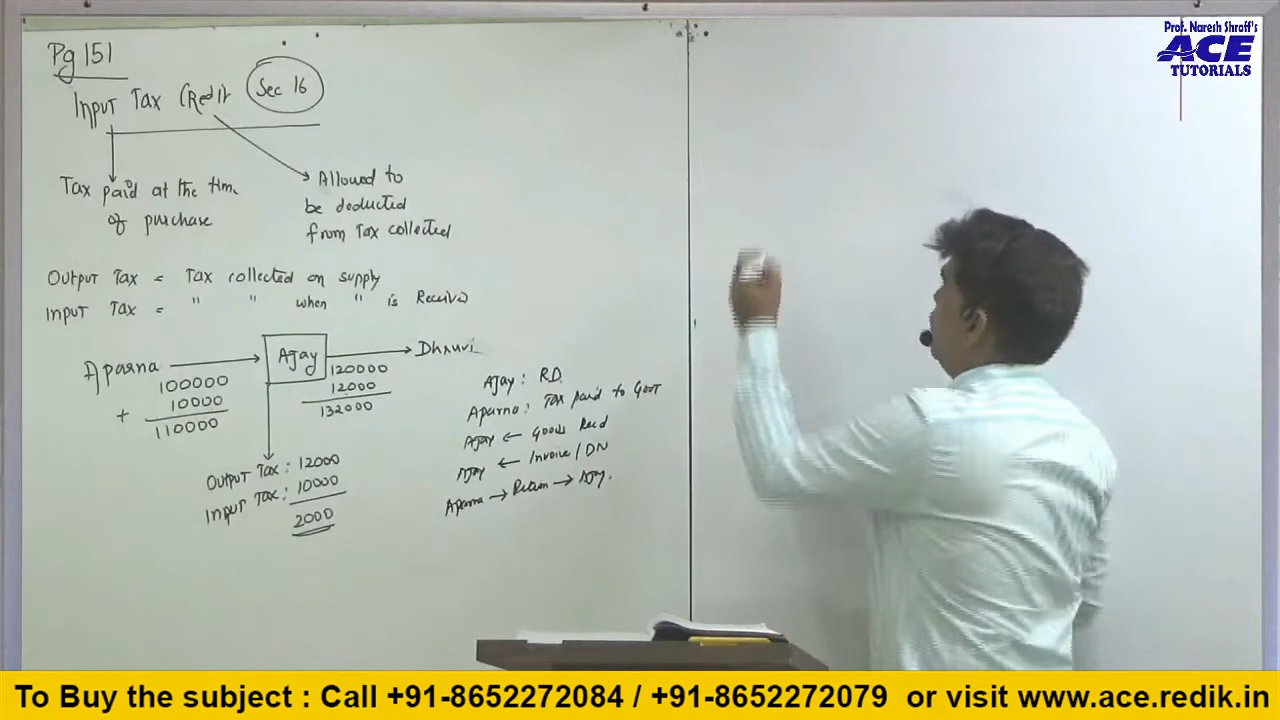 Pg 151
Input Tax Credit Sec 16
Tax paid at the time
of purchase
Allowed to
be deducted
from Tax collected
Output Tax = Tax collected on supply
Input Tax = " " when " is Received
Aparna
100000
+ 10000
110000
Ajay
120000
12000
132000
Dhruvi
Output Tax : 12000
Input Tax : 10000
2000
Ajay : R.D.
Aparna : Tax paid to Govt
Ajay ← Goods Recd
Ajay ← Invoice / DN
Aparna → Return → Ajay.
Prof. Naresh Shroff's
ACE
TUTORIALS
To Buy the subject : Call +91-8652272084 / +91-8652272079 or visit www.ace.redik.in